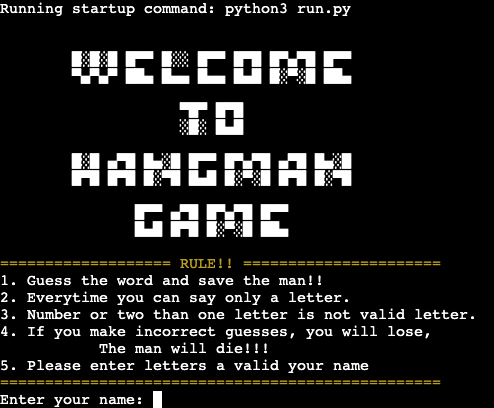 Running startup command: python3 run.py
WELCOME
TO
HANGMAN
GAME
=================== RULE!! ======================
1. Guess the word and save the man!!
2. Everytime you can say only a letter.
3. Number or two than one letter is not valid letter.
4. If you make incorrect guesses, you will lose,
The man will die!!!
5. Please enter letters a valid your name
=================================================
Enter your name: